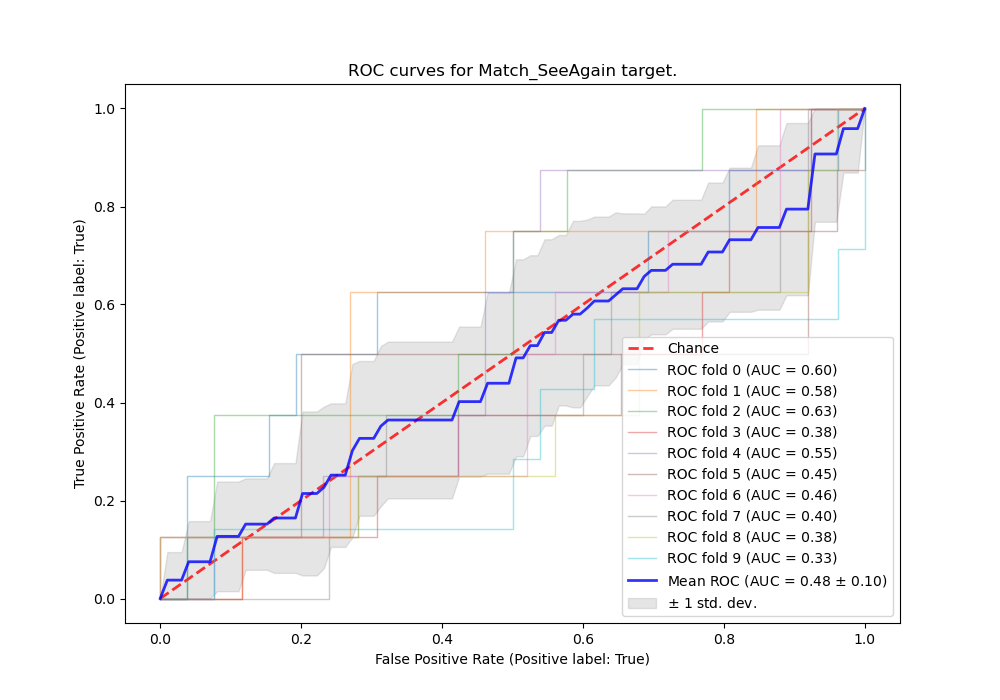 ROC curves for Match_SeeAgain target.
True Positive Rate (Positive label: True)
1.0
0.8
0.6
0.4
0.2
0.0
Chance
ROC fold 0 (AUC = 0.60)
ROC fold 1 (AUC = 0.58)
ROC fold 2 (AUC = 0.63)
ROC fold 3 (AUC = 0.38)
ROC fold 4 (AUC = 0.55)
ROC fold 5 (AUC = 0.45)
ROC fold 6 (AUC = 0.46)
ROC fold 7 (AUC = 0.40)
ROC fold 8 (AUC = 0.38)
ROC fold 9 (AUC = 0.33)
Mean ROC (AUC = 0.48 ± 0.10)
± 1 std. dev.
0.0 0.2 0.4 0.6 0.8 1.0
False Positive Rate (Positive label: True)